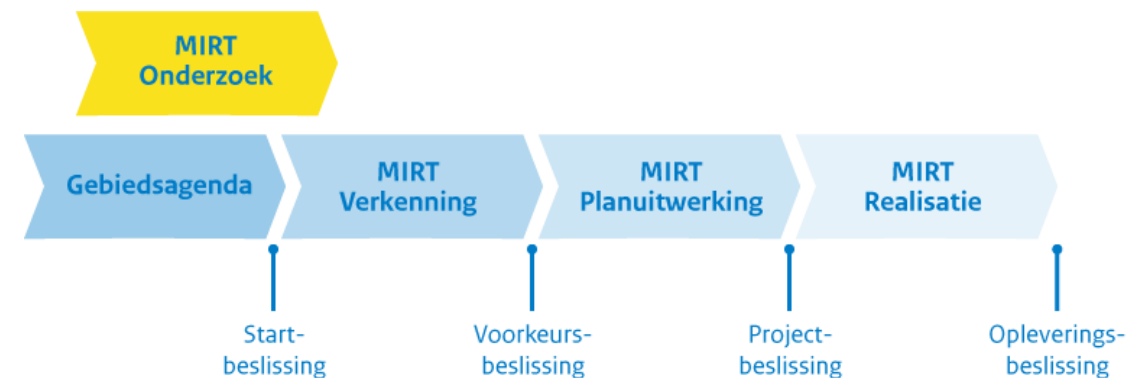 MIRT
Onderzoek
Gebiedsagenda
MIRT
Verkenning
MIRT
Planuitwerking
MIRT
Realisatie
Start-
beslissing
Voorkeurs-
beslissing
Project-
beslissing
Opleverings-
beslissing